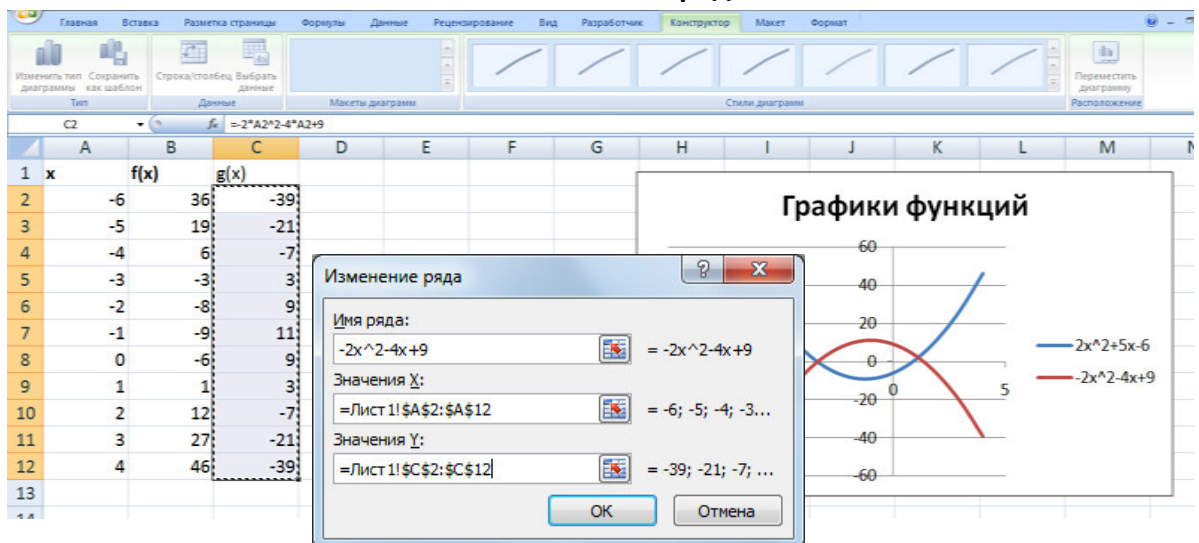 Главная Вставка Разметка страницы Формулы Данные Рецензирование Вид Разработчик Конструктор Макет Формат
Изменить тип диаграммы Сохранить как шаблон Строка/столбец Выбрать данные Переместить диаграмму
Тип Данные Макеты диаграмм Стили диаграмм Расположение
C2 fx =-2*A2^2-4*A2+9
A B C D E F G H I J K L M N
1 x f(x) g(x)
2 -6 36 -39
3 -5 19 -21
4 -4 6 -7
5 -3 -3 3
6 -2 -8 9
7 -1 -9 11
8 0 -6 9
9 1 1 3
10 2 12 -7
11 3 27 -21
12 4 46 -39
13
14
Изменение ряда
Имя ряда:
-2x^2-4x+9 = -2x^2-4x+9
Значения X:
=Лист1!$A$2:$A$12 = -6; -5; -4; -3...
Значения Y:
=Лист1!$C$2:$C$12 = -39; -21; -7; ...
ОК Отмена
Графики функций
60
40
20
0
-20
-40
-60
0 5
2x^2+5x-6
-2x^2-4x+9